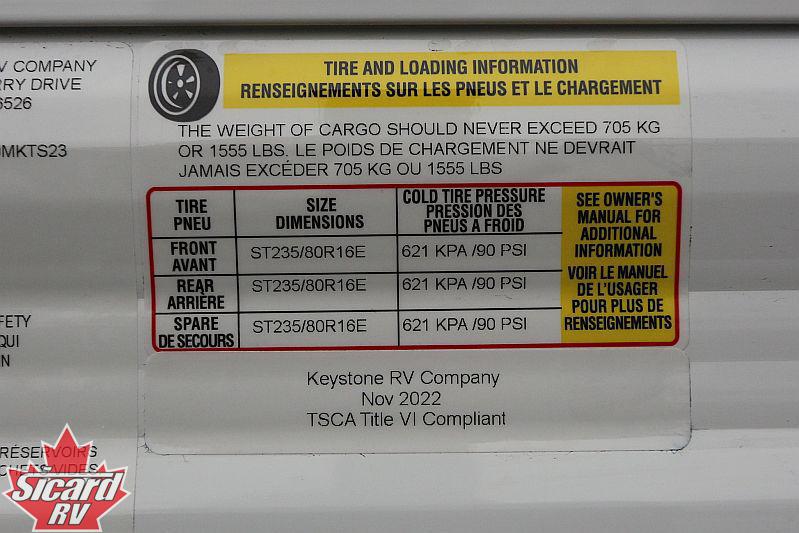 V COMPANY
RRY DRIVE
6526
MKTS23
FETY
QUI
N
RÉSERVOIRS
VIDES
TIRE AND LOADING INFORMATION
RENSEIGNEMENTS SUR LES PNEUS ET LE CHARGEMENT
THE WEIGHT OF CARGO SHOULD NEVER EXCEED 705 KG
OR 1555 LBS. LE POIDS DE CHARGEMENT NE DEVRAIT
JAMAIS EXCÉDER 705 KG OU 1555 LBS
TIRE SIZE COLD TIRE PRESSURE
PNEU DIMENSIONS PRESSION DES
PNEUS A FROID
FRONT ST235/80R16E 621 KPA /90 PSI
AVANT
REAR ST235/80R16E 621 KPA /90 PSI
ARRIÈRE
SPARE ST235/80R16E 621 KPA /90 PSI
DE SECOURS
SEE OWNER'S
MANUAL FOR
ADDITIONAL
INFORMATION
VOIR LE MANUEL
DE L'USAGER
POUR PLUS DE
RENSEIGNEMENTS
Keystone RV Company
Nov 2022
TSCA Title VI Compliant
Sicard
RV